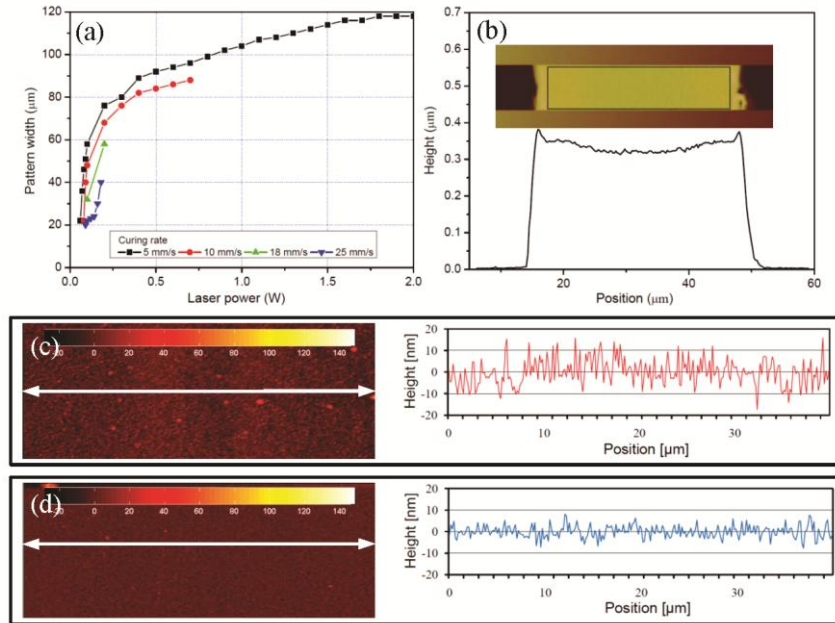 (a)
Pattern width (μm)
120
100
80
60
40
20
0
Curing rate
5 mm/s 10 mm/s 18 mm/s 25 mm/s
0.0 0.5 1.0 1.5 2.0
Laser power (W)
(b)
Height (μm)
0.7
0.6
0.5
0.4
0.3
0.2
0.1
0.0
10 20 30 40 50 60
Position (μm)
(c)
0 20 40 60 80 100 120 140
Height [nm]
20
10
0
-10
-20
0 10 20 30
Position [µm]
(d)
0 20 40 60 80 100 120 140
Height [nm]
20
10
0
-10
20
0 10 20 30
Position [µm]